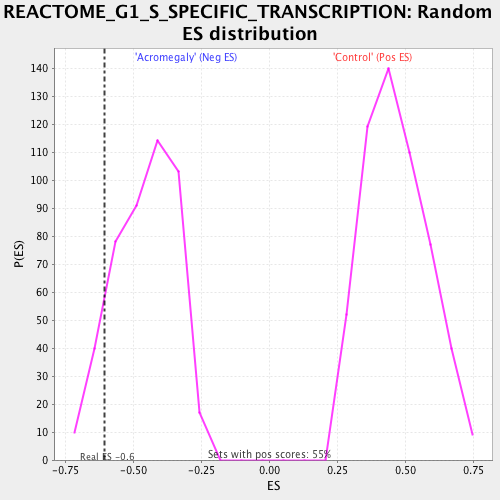 REACTOME_G1_S_SPECIFIC_TRANSCRIPTION: Random
ES distribution
'Acromegaly' (Neg ES)
'Control' (Pos ES)
140
130
120
110
100
90
80
70
60
50
40
30
20
10
0
P(ES)
Real ES -0.6
Sets with pos scores: 55%
-0.75
-0.50
-0.25
0.00
0.25
0.50
0.75
ES